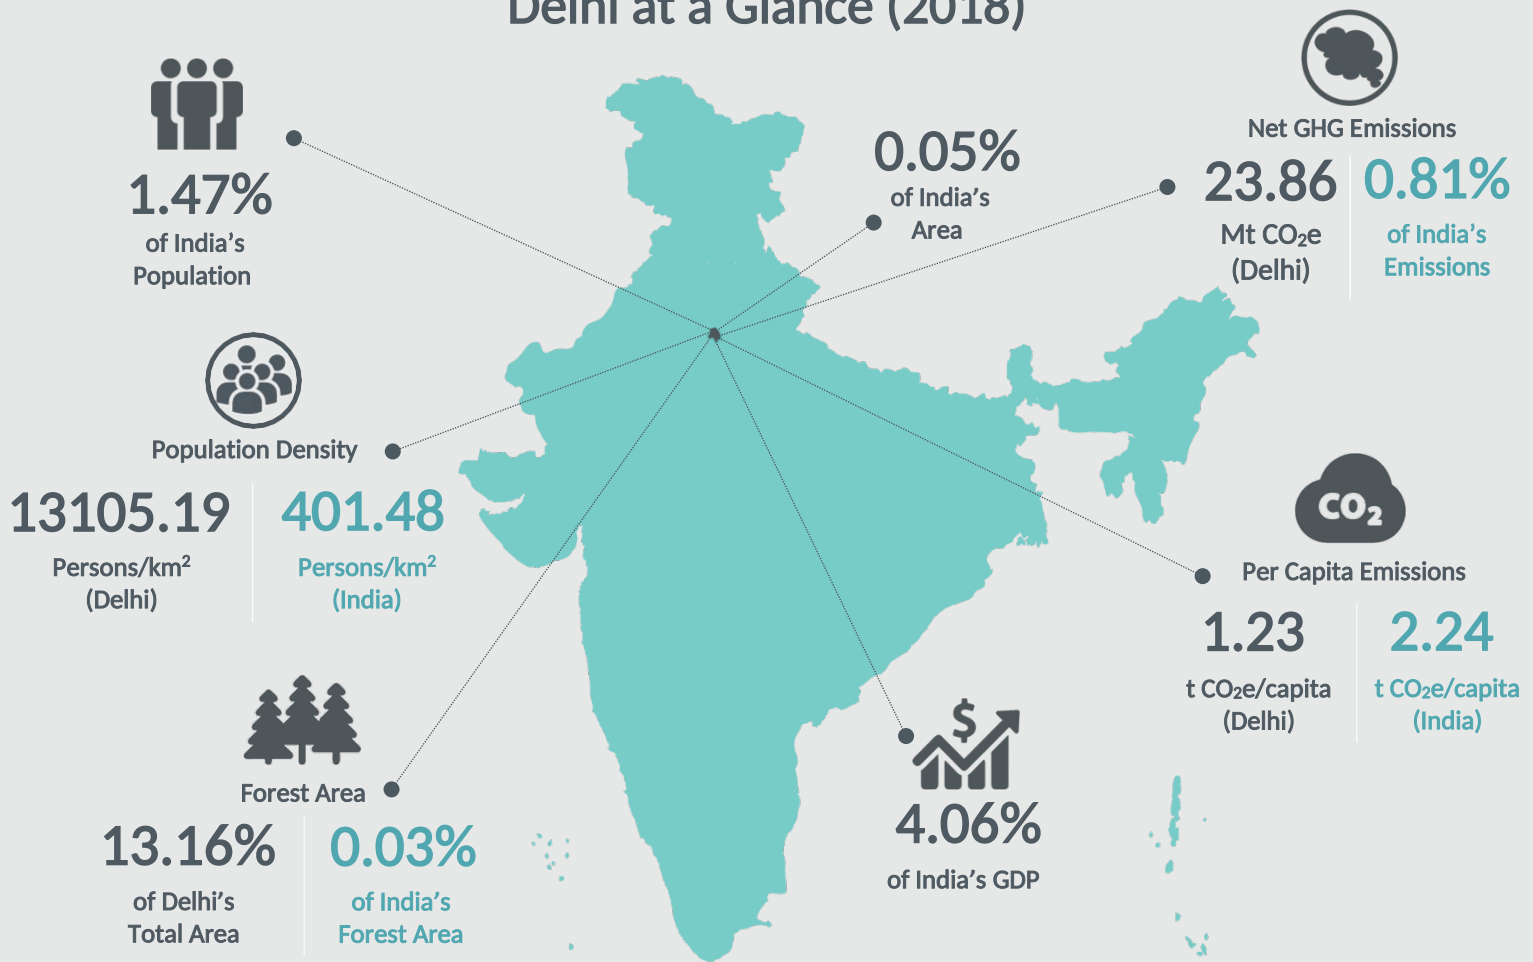 Delhi at a Glance (2018)
1.47%
of India's
Population
0.05%
of India's
Area
Net GHG Emissions
23.86
Mt CO₂e
(Delhi)
0.81%
of India's
Emissions
Population Density
13105.19
Persons/km²
(Delhi)
401.48
Persons/km²
(India)
CO₂
Per Capita Emissions
1.23
t CO₂e/capita
(Delhi)
2.24
t CO₂e/capita
(India)
Forest Area
13.16%
of Delhi's
Total Area
0.03%
of India's
Forest Area
$
4.06%
of India's GDP